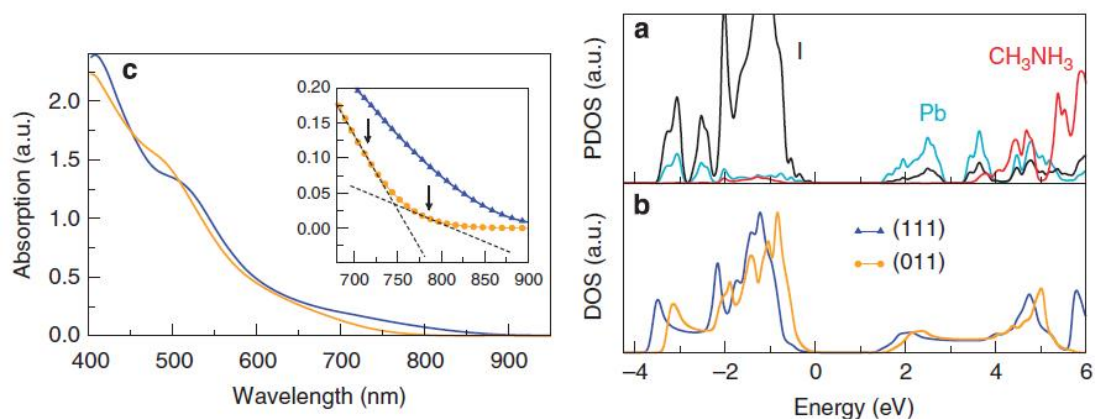 c
Absorption (a.u.)
2.0
1.5
1.0
0.5
0.0
400 500 600 700 800 900
Wavelength (nm)
0.20
0.15
0.10
0.05
0.00
700 750 800 850 900
a
PDOS (a.u.)
I
Pb
CH₃NH₃
b
DOS (a.u.)
(111)
(011)
−4 −2 0 2 4 6
Energy (eV)